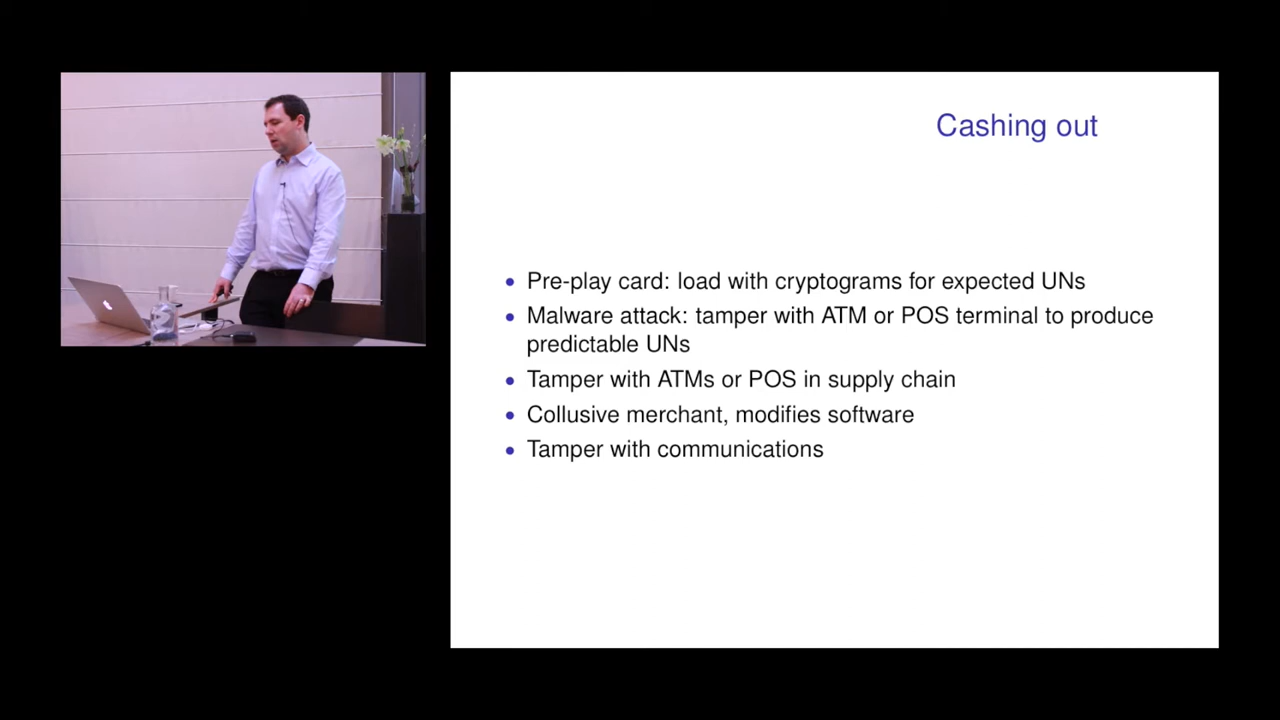 Cashing out
• Pre-play card: load with cryptograms for expected UNs
• Malware attack: tamper with ATM or POS terminal to produce
predictable UNs
• Tamper with ATMs or POS in supply chain
• Collusive merchant, modifies software
• Tamper with communications